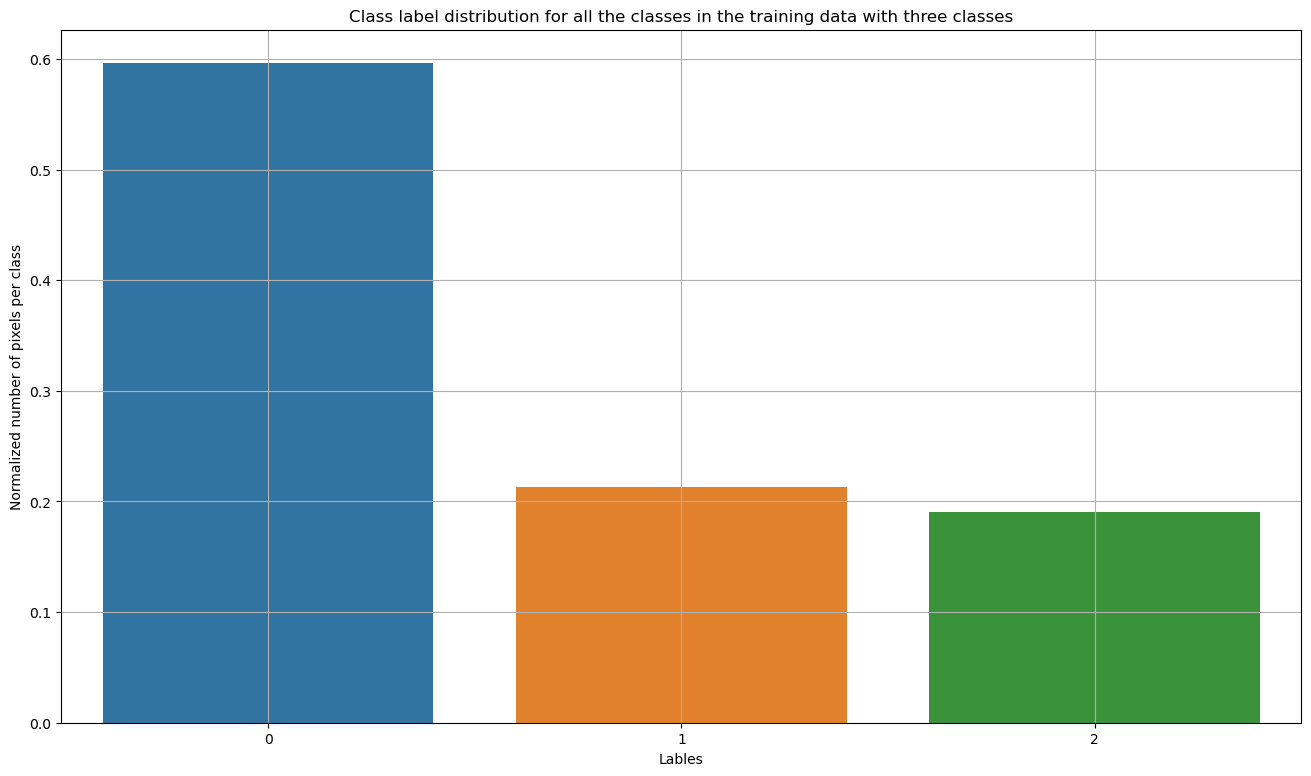 Class label distribution for all the classes in the training data with three classes
Normalized number of pixels per class
0.6
0.5
0.4
0.3
0.2
0.1
0.0
0 1 2
Lables